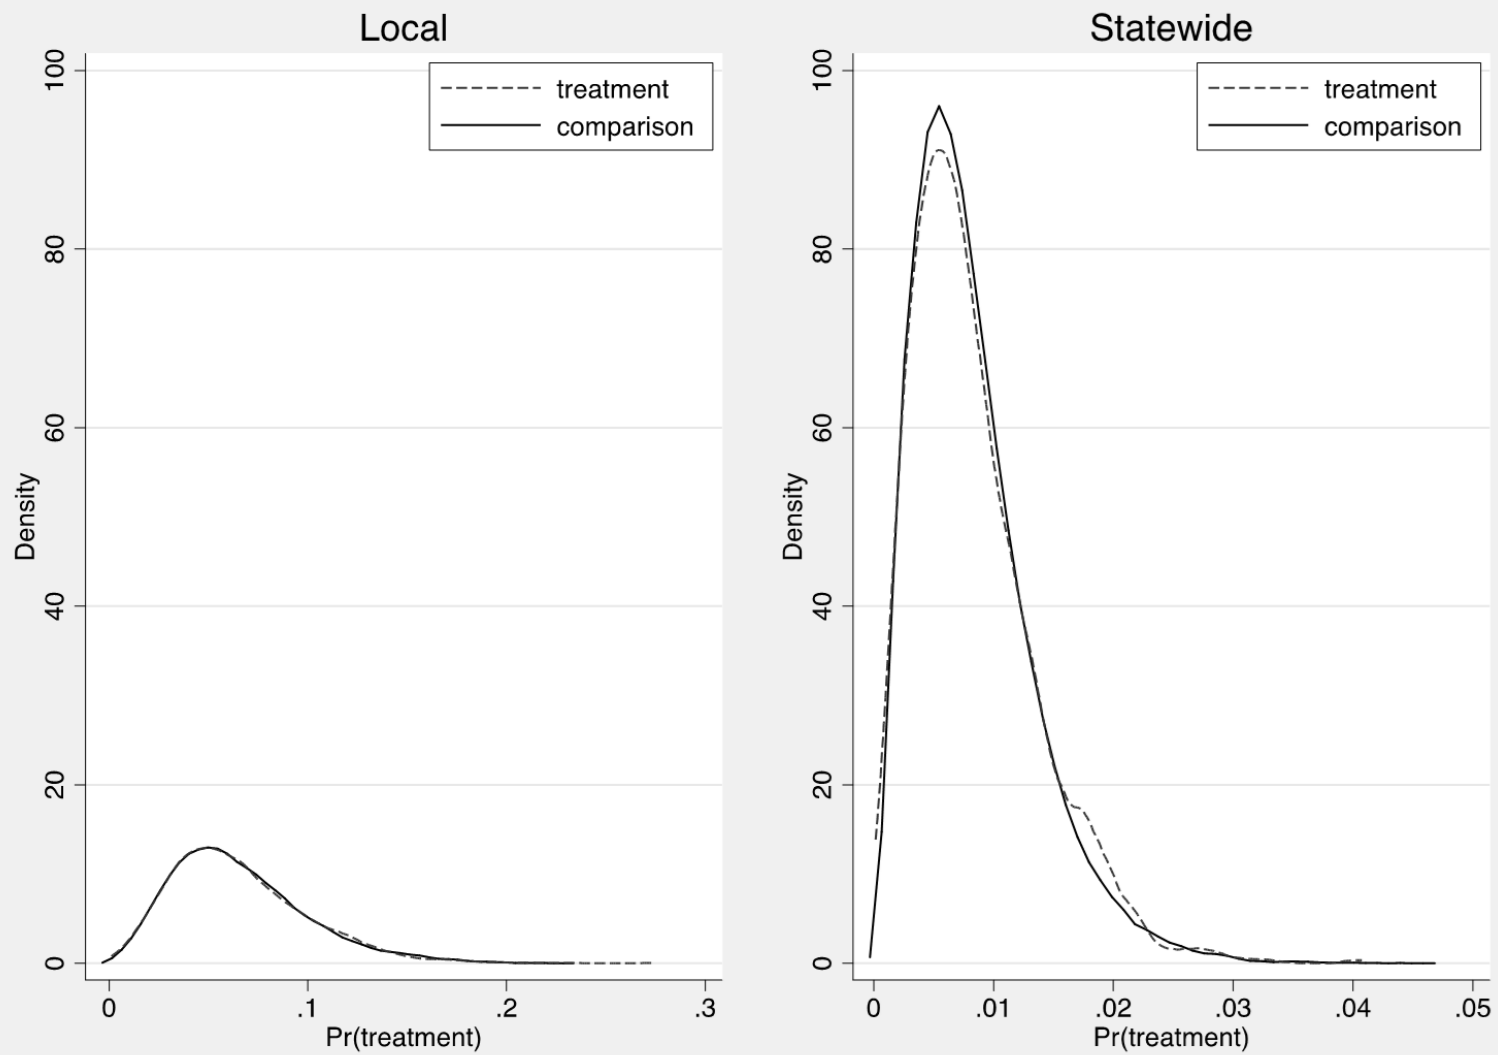 Local
treatment
comparison
Density
100
80
60
40
20
0
0 .1 .2 .3
Pr(treatment)
Statewide
treatment
comparison
Density
100
80
60
40
20
0
0 .01 .02 .03 .04 .05
Pr(treatment)